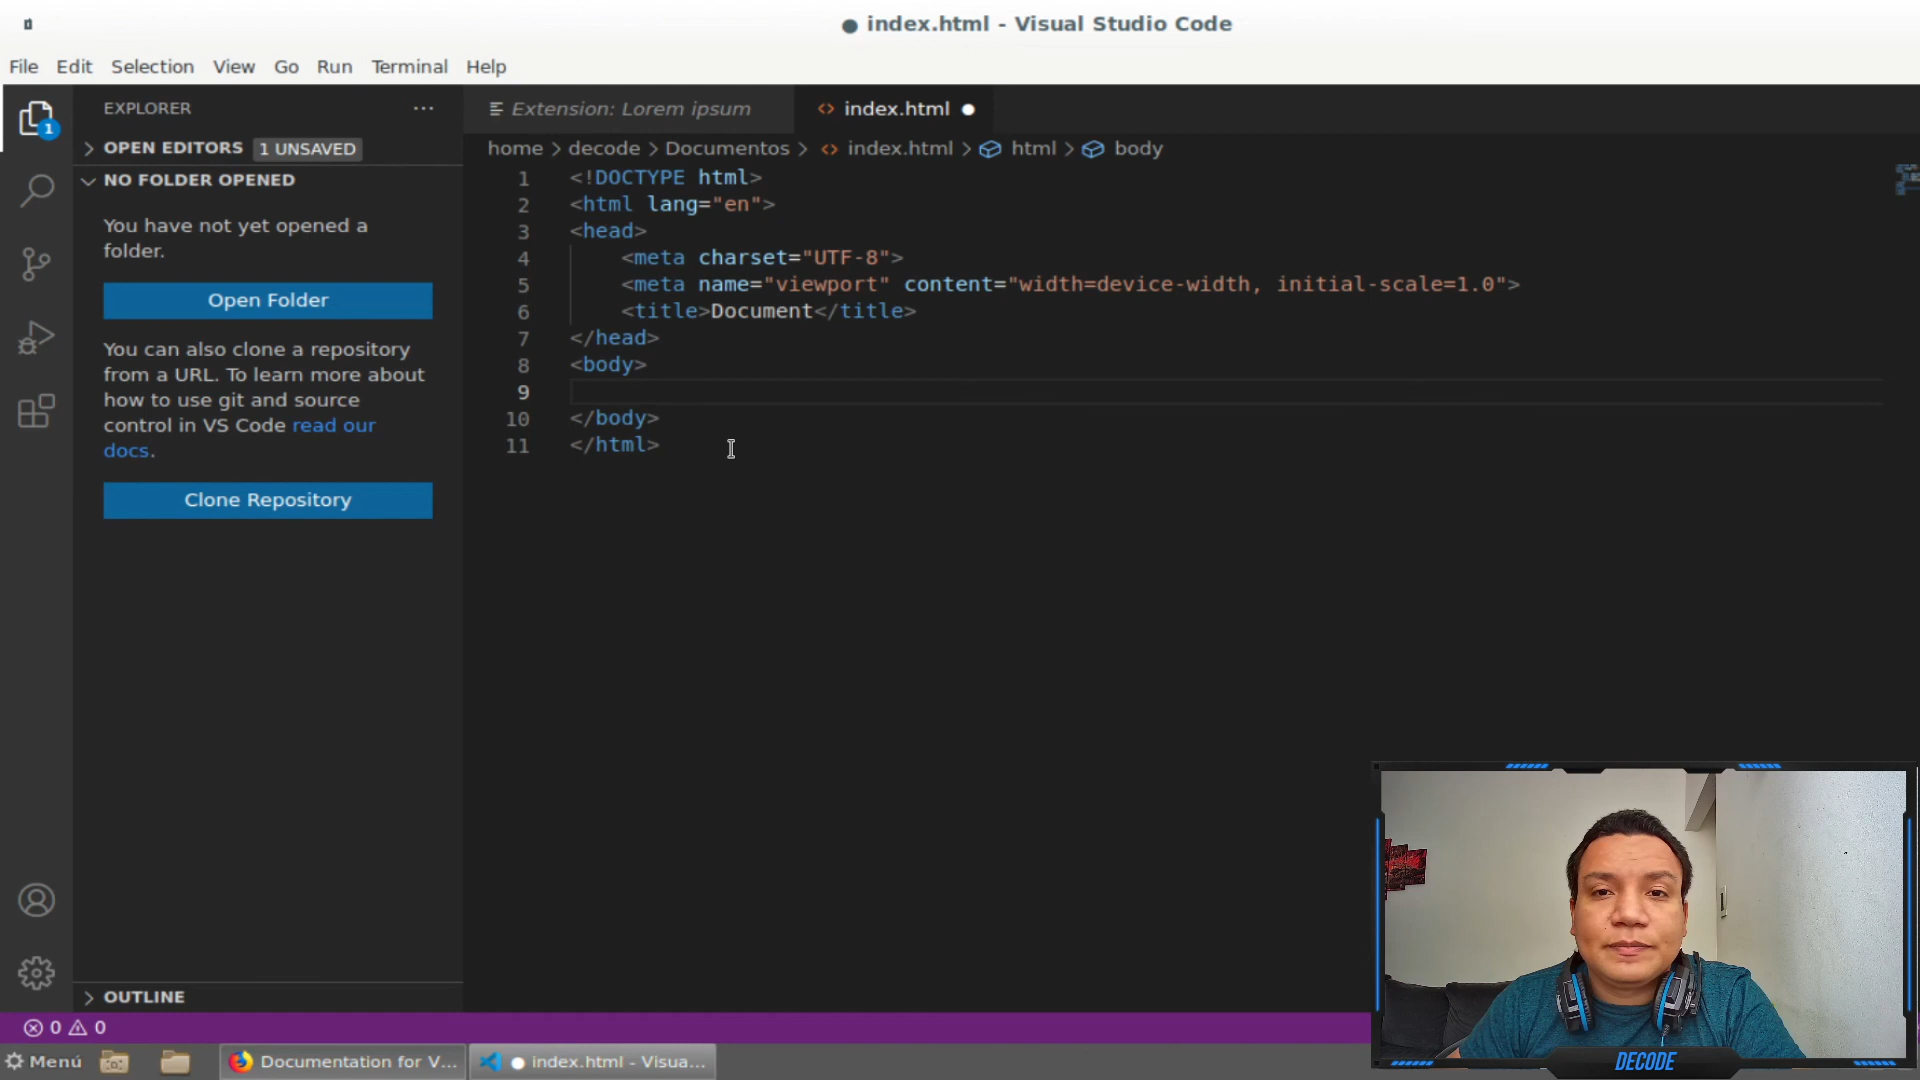 ● index.html - Visual Studio Code
File Edit Selection View Go Run Terminal Help
EXPLORER ···
OPEN EDITORS 1 UNSAVED
NO FOLDER OPENED
You have not yet opened a
folder.
Open Folder
You can also clone a repository
from a URL. To learn more about
how to use git and source
control in VS Code read our
docs.
Clone Repository
OUTLINE
1
Extension: Lorem ipsum
<> index.html ●
home > decode > Documentos > <> index.html > html > body
1 <!DOCTYPE html>
2 <html lang="en">
3 <head>
4 <meta charset="UTF-8">
5 <meta name="viewport" content="width=device-width, initial-scale=1.0">
6 <title>Document</title>
7 </head>
8 <body>
9
10 </body>
11 </html>
0 0
Menú Documentation for V... ● index.html - Visua...
DECODE